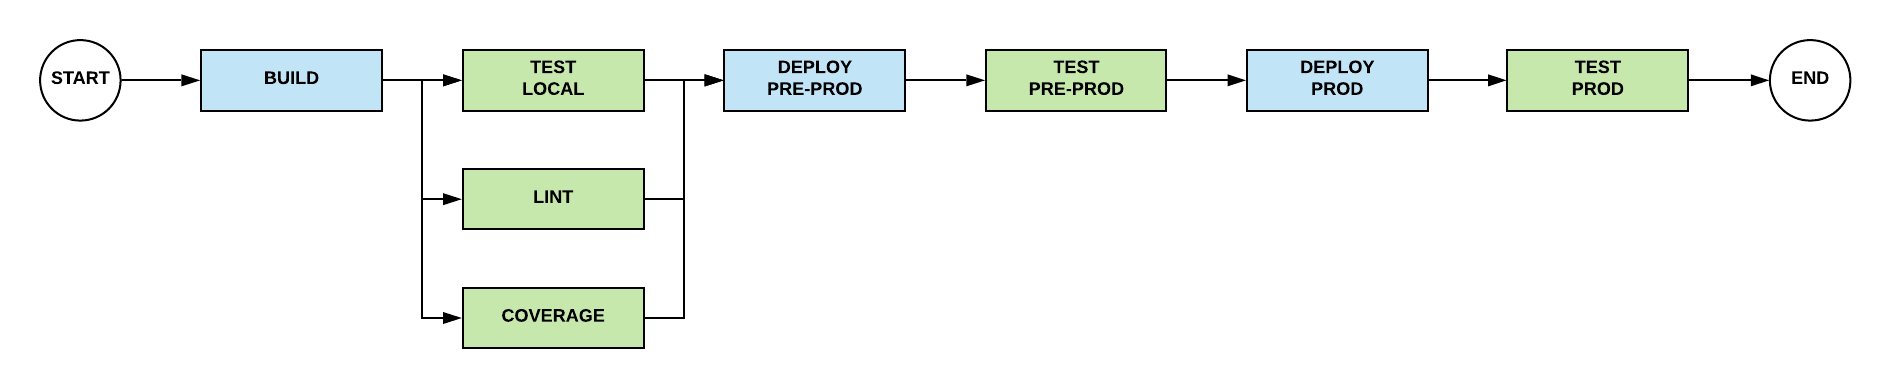 START
BUILD
TEST
LOCAL
DEPLOY
PRE-PROD
TEST
PRE-PROD
DEPLOY
PROD
TEST
PROD
END
LINT
COVERAGE